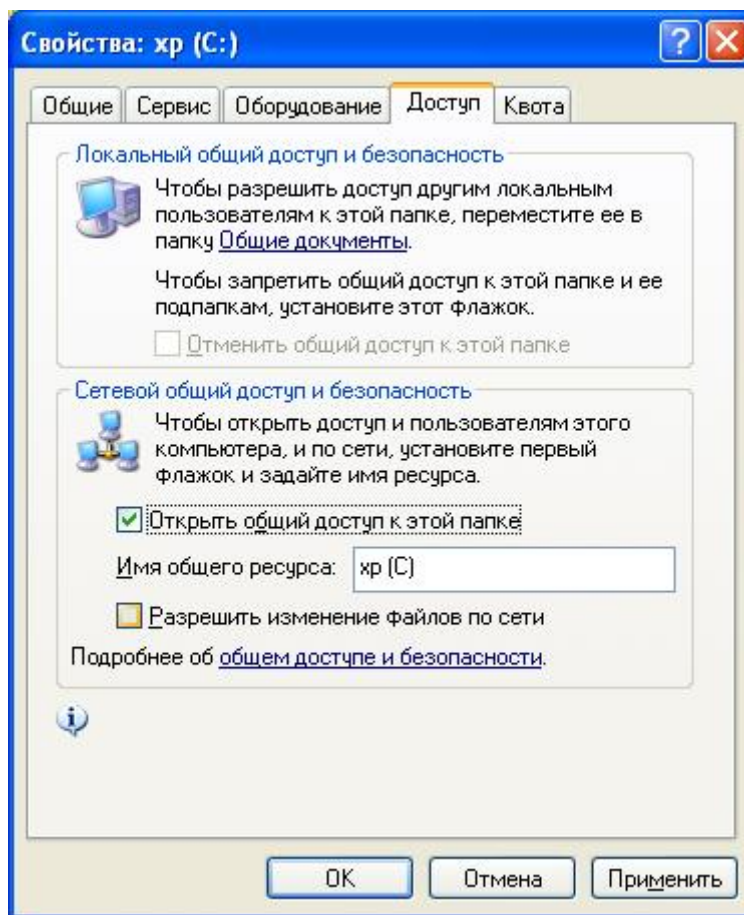 Свойства: xp (C:)
Общие Сервис Оборудование Доступ Квота
Локальный общий доступ и безопасность
Чтобы разрешить доступ другим локальным
пользователям к этой папке, переместите ее в
папку Общие документы.
Чтобы запретить общий доступ к этой папке и ее
подпапкам, установите этот флажок.
Отменить общий доступ к этой папке
Сетевой общий доступ и безопасность
Чтобы открыть доступ и пользователям этого
компьютера, и по сети, установите первый
флажок и задайте имя ресурса.
Открыть общий доступ к этой папке
Имя общего ресурса: xp (C)
Разрешить изменение файлов по сети
Подробнее об общем доступе и безопасности.
OK Отмена Применить